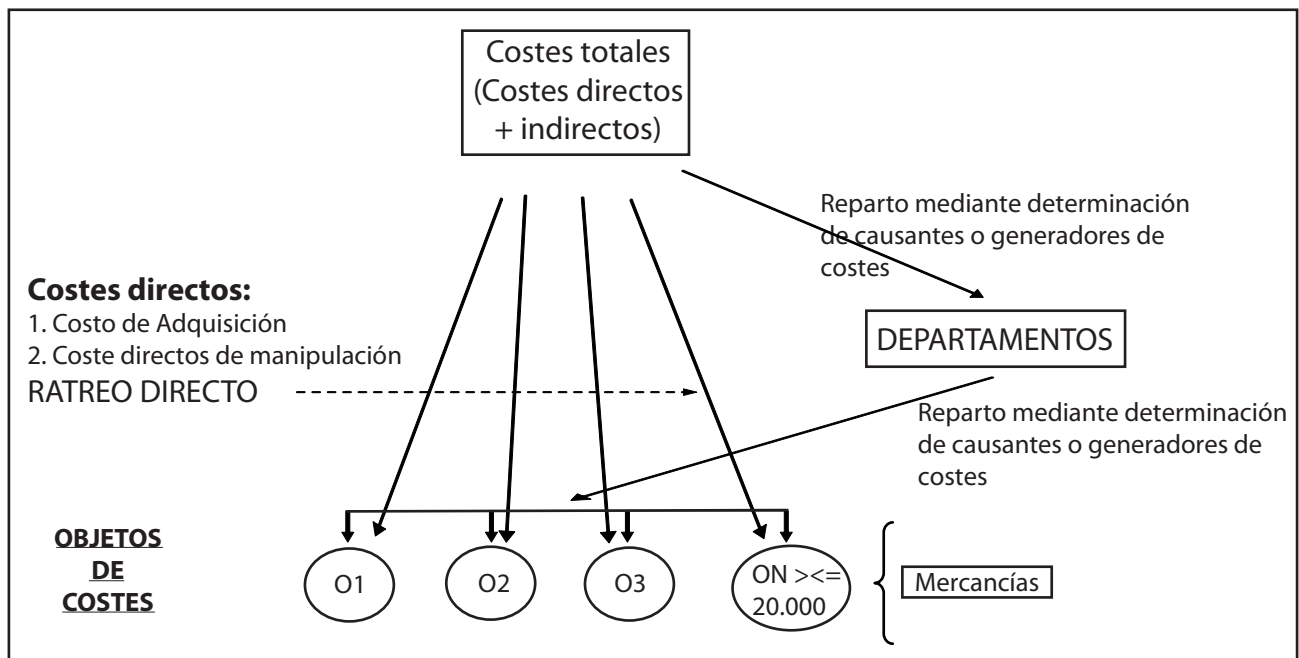 Costes totales
(Costes directos
+ indirectos)
Reparto mediante determinación
de causantes o generadores de
costes
Costes directos:
1. Costo de Adquisición
2. Coste directos de manipulación
RATREO DIRECTO
DEPARTAMENTOS
Reparto mediante determinación
de causantes o generadores de
costes
OBJETOS
DE
COSTES
O1
O2
O3
ON ><=
20.000
Mercancías